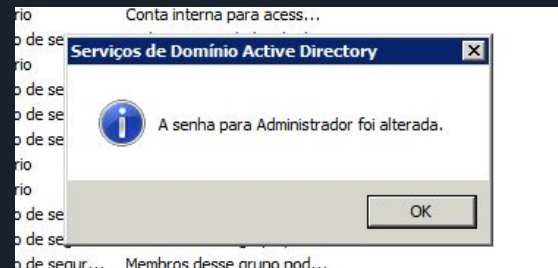 rio Conta interna para acess...
o de se
Serviços de Domínio Active Directory
rio
o de se
o de se
A senha para Administrador foi alterada.
o de se
rio
rio
o de se
OK
o de se
o de segur... Membros desse grupo pod...